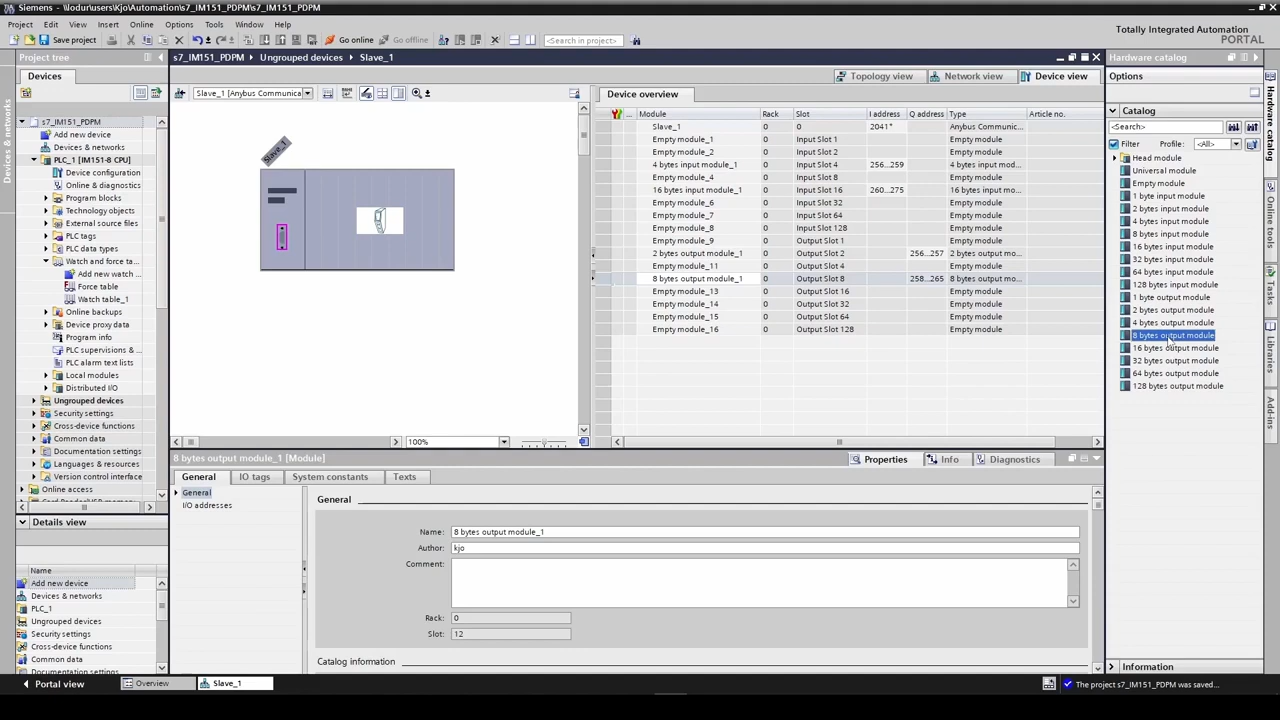 Siemens - \\lodur\users\Kjo\Automation\s7_IM151_PDPM\s7_IM151_PDPM
Project Edit View Insert Online Options Tools Window Help
Totally Integrated Automation
PORTAL
Save project
Go online
Go offline
<Search in project>
Project tree
s7_IM151_PDPM
Ungrouped devices
Slave_1
Hardware catalog
Devices
Topology view
Network view
Device view
Options
Slave_1 [Anybus Communica
Device overview
Devices & networks
s7_IM151_PDPM
Add new device
Devices & networks
PLC_1 [IM151-8 CPU]
Device configuration
Online & diagnostics
Program blocks
Technology objects
External source files
PLC tags
PLC data types
Watch and force ta...
Add new watch ...
Force table
Watch table_1
Online backups
Device proxy data
Program info
PLC supervisions & ...
PLC alarm text lists
Local modules
Distributed I/O
Ungrouped devices
Security settings
Cross-device functions
Common data
Documentation settings
Languages & resources
Version control interface
Online access
Slave_1
100%
... Module Rack Slot I address Q address Type Article no.
Slave_1 0 0 2041* Anybus Communic...
Empty module_1 0 Input Slot 1 Empty module
Empty module_2 0 Input Slot 2 Empty module
4 bytes input module_1 0 Input Slot 4 256...259 4 bytes input mod...
Empty module_4 0 Input Slot 8 Empty module
16 bytes input module_1 0 Input Slot 16 260...275 16 bytes input mo...
Empty module_6 0 Input Slot 32 Empty module
Empty module_7 0 Input Slot 64 Empty module
Empty module_8 0 Input Slot 128 Empty module
Empty module_9 0 Output Slot 1 Empty module
2 bytes output module_1 0 Output Slot 2 256...257 2 bytes output mo...
Empty module_11 0 Output Slot 4 Empty module
8 bytes output module_1 0 Output Slot 8 258...265 8 bytes output mo...
Empty module_13 0 Output Slot 16 Empty module
Empty module_14 0 Output Slot 32 Empty module
Empty module_15 0 Output Slot 64 Empty module
Empty module_16 0 Output Slot 128 Empty module
Catalog
<Search>
Filter Profile: <All>
Head module
Universal module
Empty module
1 byte input module
2 bytes input module
4 bytes input module
8 bytes input module
16 bytes input module
32 bytes input module
64 bytes input module
128 bytes input module
1 byte output module
2 bytes output module
4 bytes output module
8 bytes output module
16 bytes output module
32 bytes output module
64 bytes output module
128 bytes output module
Information
Hardware catalog
Online tools
Tasks
Libraries
Add-ins
8 bytes output module_1 [Module]
Properties
Info
Diagnostics
General
IO tags
System constants
Texts
General
I/O addresses
General
Name: 8 bytes output module_1
Author: kjo
Comment:
Rack: 0
Slot: 12
Catalog information
Details view
Name
Add new device
Devices & networks
PLC_1
Ungrouped devices
Security settings
Cross-device functions
Common data
Documentation settings
Portal view
Overview
Slave_1
The project s7_IM151_PDPM was saved...